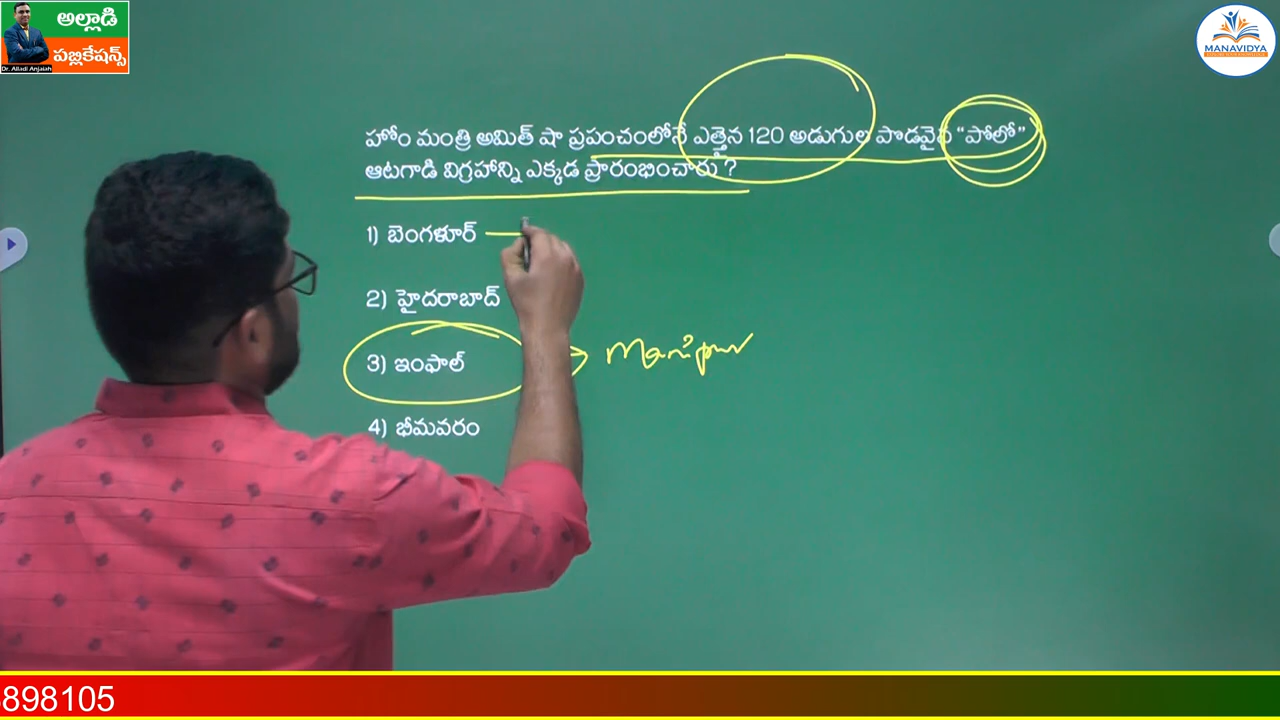 అల్లాడి
పబ్లికేషన్స్
Dr. Alladi Anjaiah
MANAVIDYA
హోం మంత్రి అమిత్ షా ప్రపంచంలోనే ఎత్తైన 120 అడుగుల పొడవైన “పోలో”
ఆటగాడి విగ్రహాన్ని ఎక్కడ ప్రారంభించారు ?
1) బెంగళూర్
2) హైదరాబాద్
3) ఇంఫాల్
Manipur
4) భీమవరం
898105